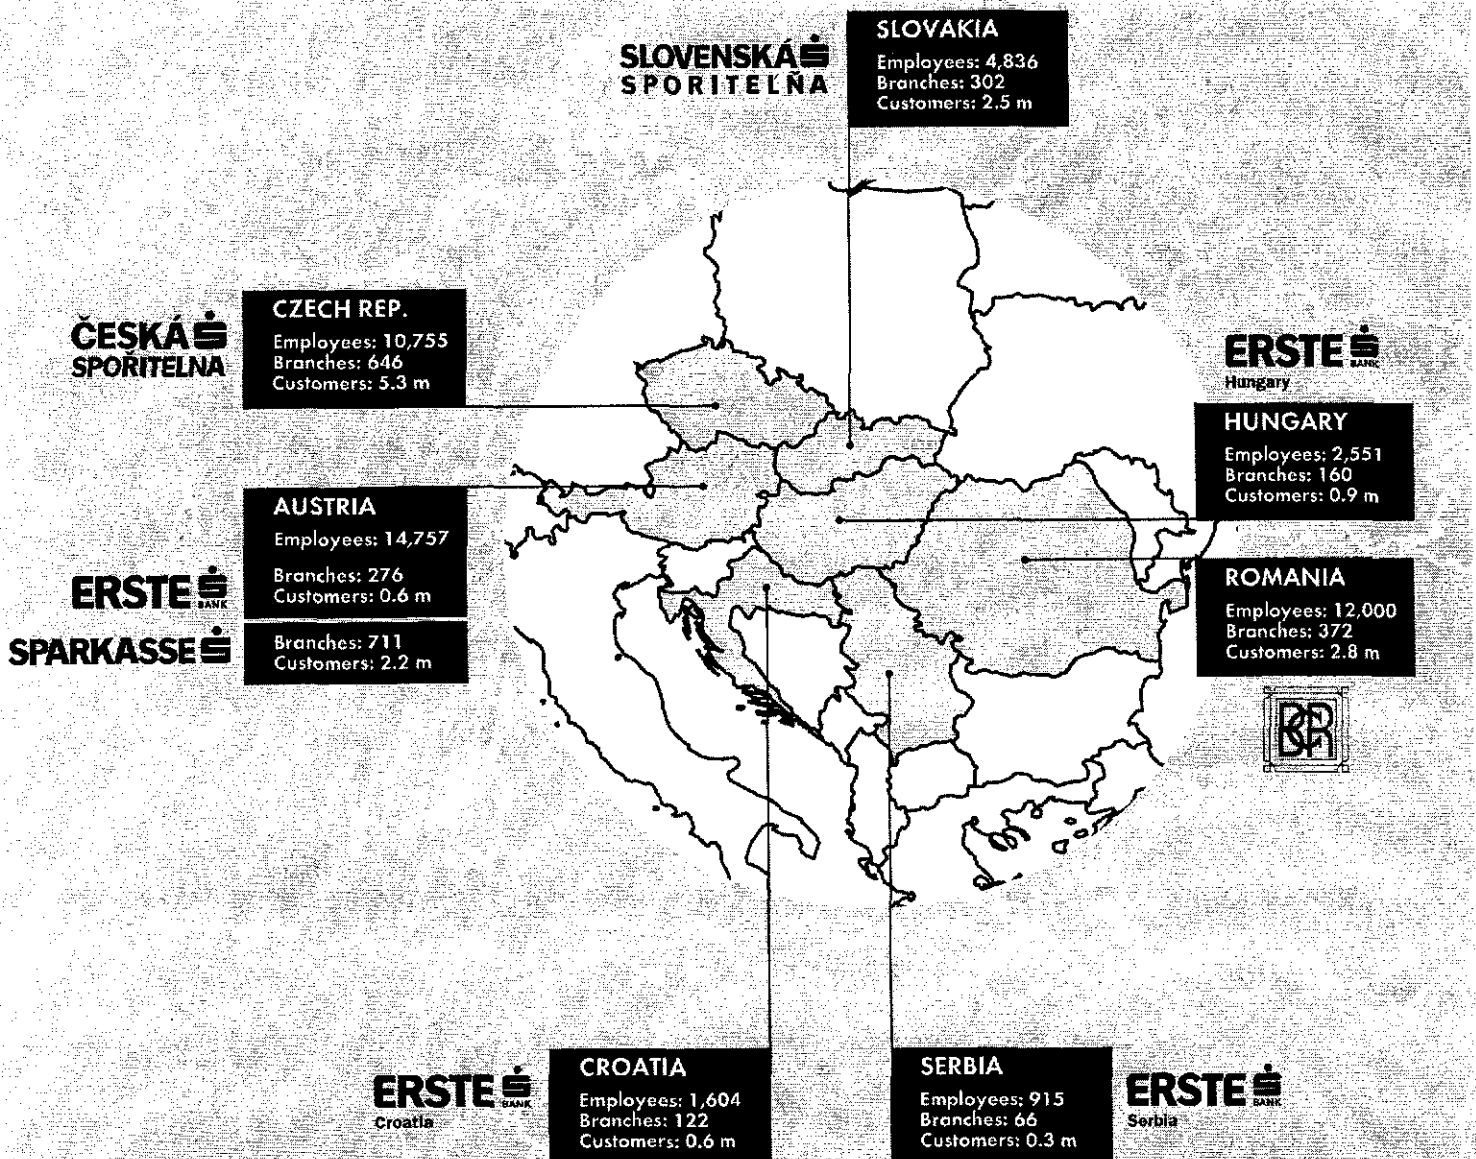 SLOVENSKÁ
SPORITEĽŇA
SLOVAKIA
Employees: 4,836
Branches: 302
Customers: 2.5 m
ČESKÁ
SPOŘITELNA
CZECH REP.
Employees: 10,755
Branches: 646
Customers: 5.3 m
ERSTE
BANK
Hungary
HUNGARY
Employees: 2,551
Branches: 160
Customers: 0.9 m
AUSTRIA
Employees: 14,757
ERSTE
BANK
Branches: 276
Customers: 0.6 m
SPARKASSE
Branches: 711
Customers: 2.2 m
ROMANIA
Employees: 12,000
Branches: 372
Customers: 2.8 m
BCR
ERSTE
BANK
Croatia
CROATIA
Employees: 1,604
Branches: 122
Customers: 0.6 m
SERBIA
Employees: 915
Branches: 66
Customers: 0.3 m
ERSTE
BANK
Serbia